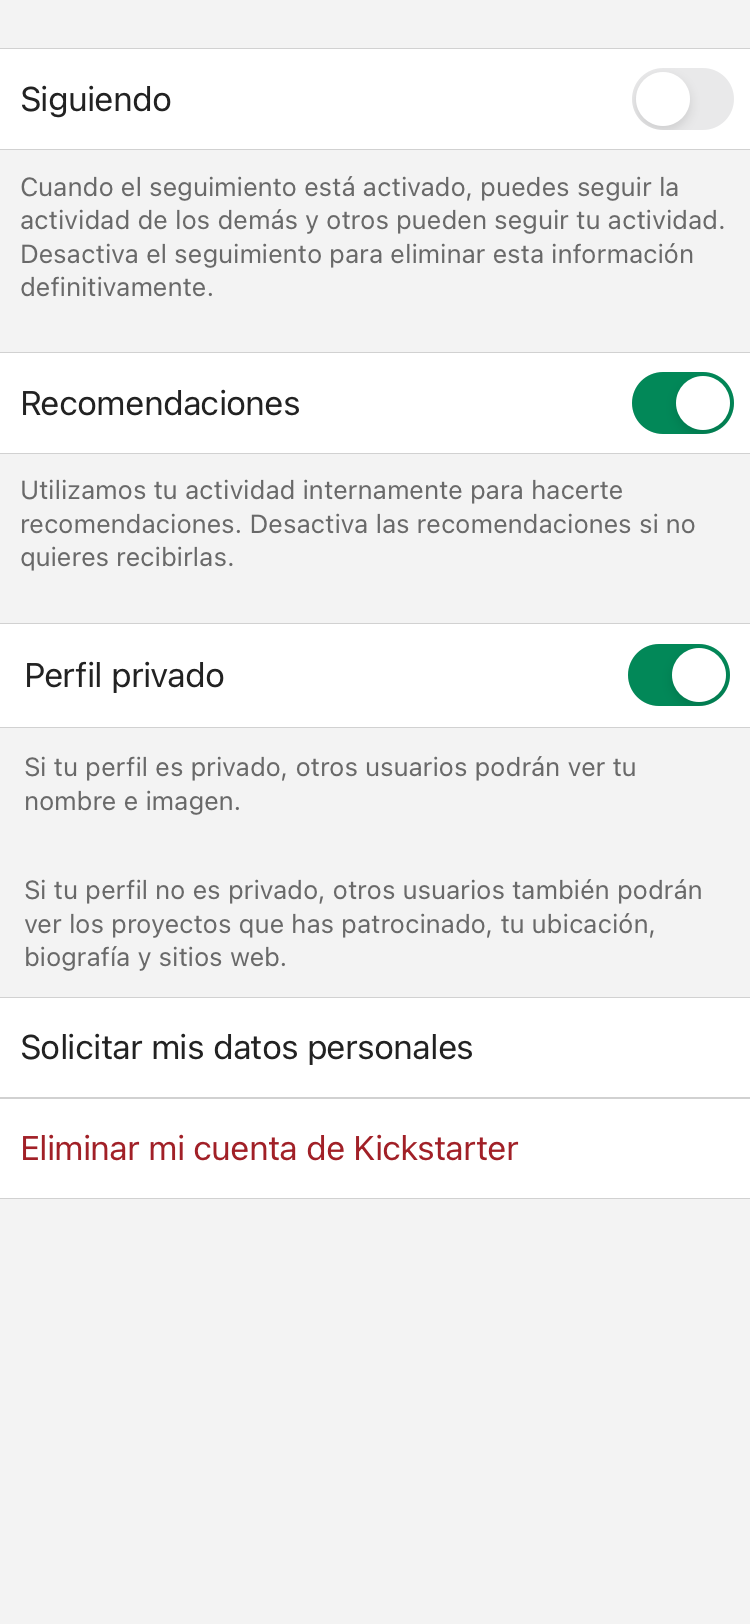 Siguiendo
Cuando el seguimiento está activado, puedes seguir la
actividad de los demás y otros pueden seguir tu actividad.
Desactiva el seguimiento para eliminar esta información
definitivamente.
Recomendaciones
Utilizamos tu actividad internamente para hacerte
recomendaciones. Desactiva las recomendaciones si no
quieres recibirlas.
Perfil privado
Si tu perfil es privado, otros usuarios podrán ver tu
nombre e imagen.
Si tu perfil no es privado, otros usuarios también podrán
ver los proyectos que has patrocinado, tu ubicación,
biografía y sitios web.
Solicitar mis datos personales
Eliminar mi cuenta de Kickstarter